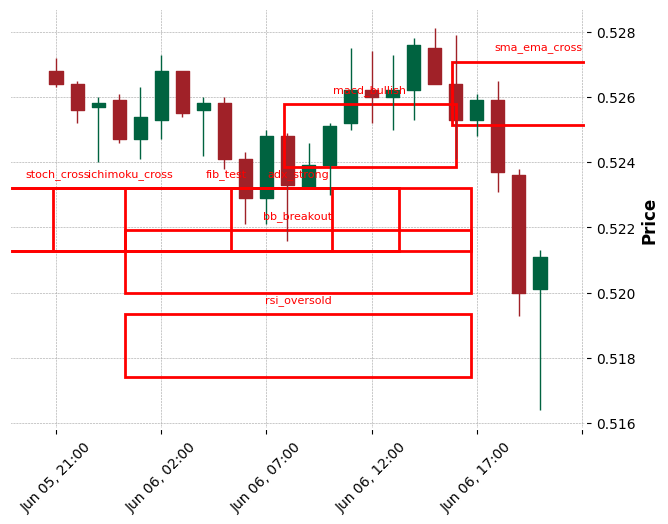 0.528
sma_ema_cross
0.526
macd_bullish
0.524
stoch_cross
ichimoku_cross
fib_test
0.522
bb_breakout
Price
0.520
rsi_oversold
0.518
0.516
Jun 05, 21:00
Jun 06, 02:00
Jun 06, 07:00
Jun 06, 12:00
Jun 06, 17:00